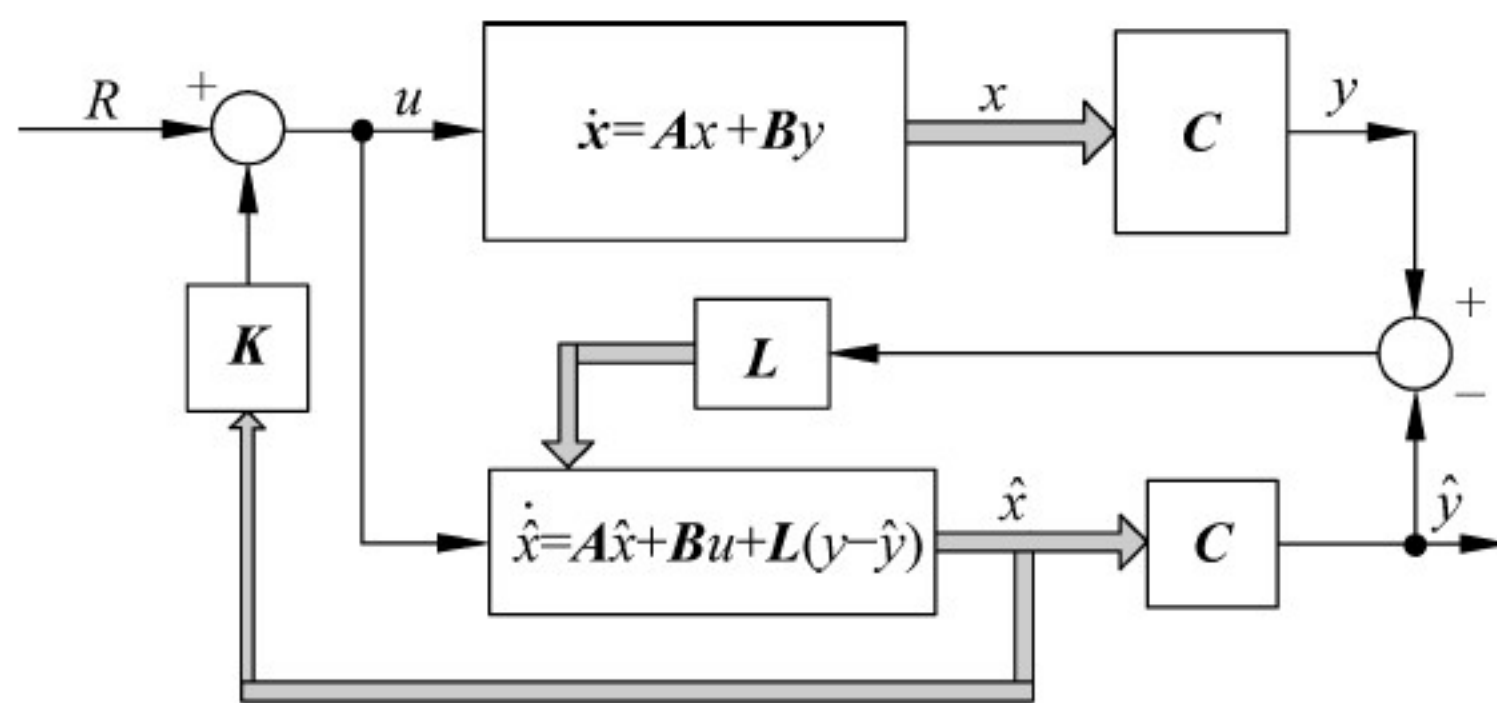 R
+
u
ẋ=Ax+By
x
C
y
K
L
+
−
x̂̇=Ax̂+Bu+L(y−ŷ)
x̂
C
ŷ